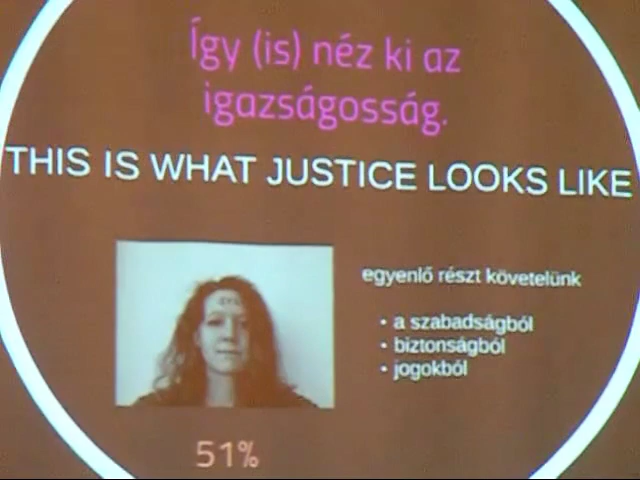 Így (is) néz ki az
igazságosság.
THIS IS WHAT JUSTICE LOOKS LIKE
egyenlő részt követelünk
• a szabadságból
• biztonságból
• jogokból
51%